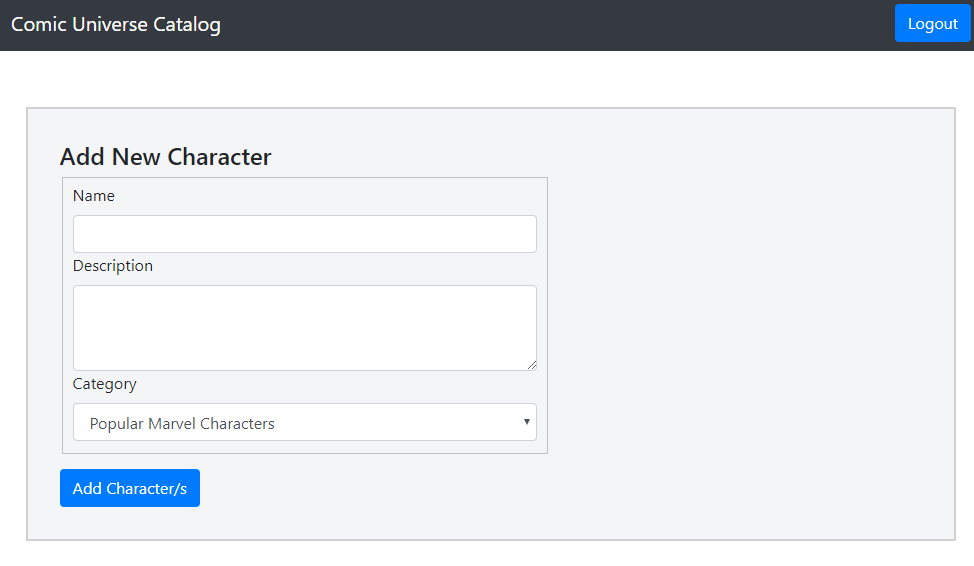 Comic Universe Catalog
Logout
Add New Character
Name
Description
Category
Popular Marvel Characters
Add Character/s